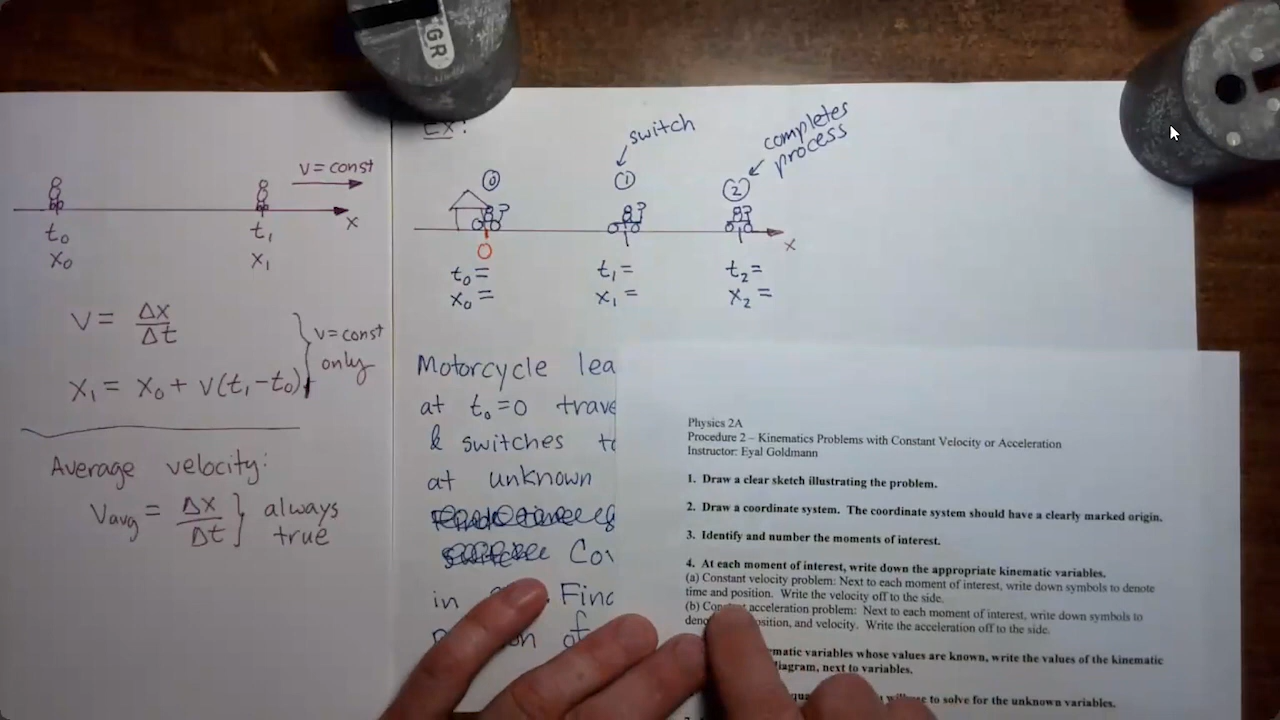 GR
v = const
t₀
x₀
t₁
x₁
x
v = Δx/Δt
x₁ = x₀ + v(t₁-t₀)
v=const
only
Average velocity:
Vavg = Δx/Δt
always
true
Ex:
switch
completes
process
0
1
2
0
x
t₀ =
x₀ =
t₁ =
x₁ =
t₂ =
x₂ =
Motorcycle lea
at t₀=0 trave
& switches to
at unknown
in Find
of
Physics 2A
Procedure 2 – Kinematics Problems with Constant Velocity or Acceleration
Instructor: Eyal Goldmann
1. Draw a clear sketch illustrating the problem.
2. Draw a coordinate system. The coordinate system should have a clearly marked origin.
3. Identify and number the moments of interest.
4. At each moment of interest, write down the appropriate kinematic variables.
(a) Constant velocity problem: Next to each moment of interest, write down symbols to denote
time and position. Write the velocity off to the side.
(b) acceleration problem: Next to each moment of interest, write down symbols to
deno osition, and velocity. Write the acceleration off to the side.
matic variables whose values are known, write the values of the kinematic
iagram, next to variables.
to solve for the unknown variables.